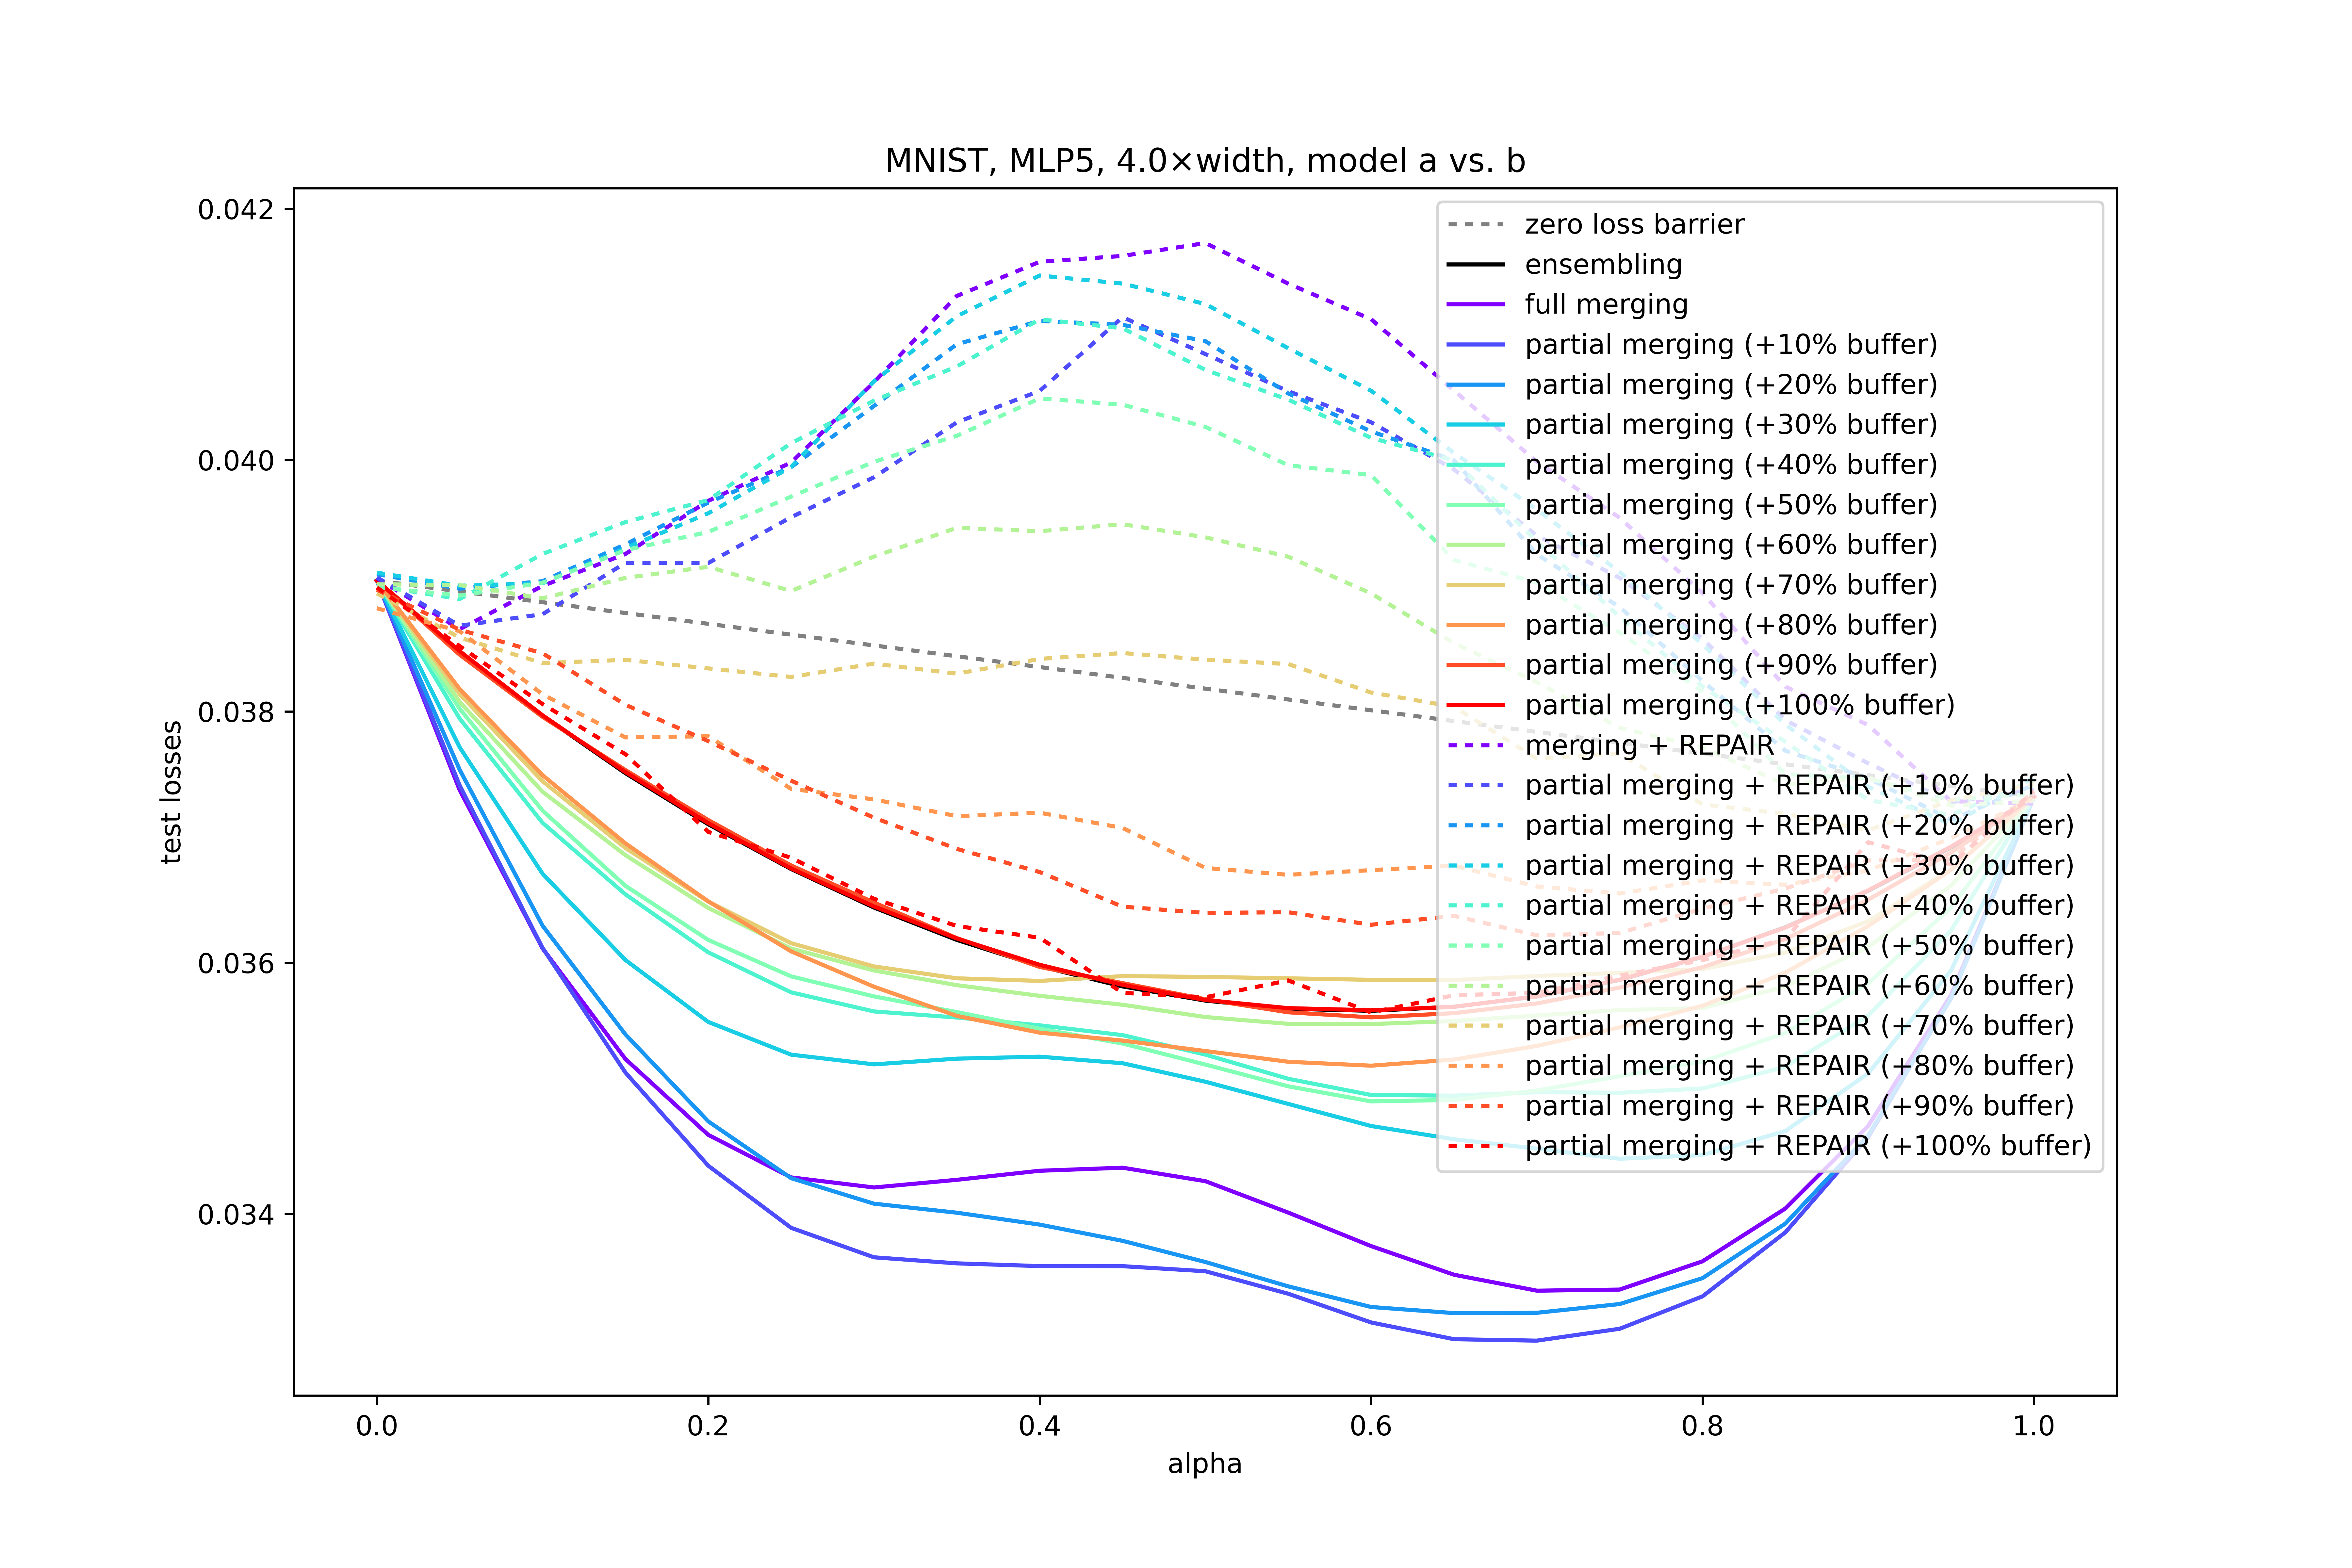 MNIST, MLP5, 4.0×width, model a vs. b
test losses
0.042
0.040
0.038
0.036
0.034
0.0
0.2
0.4
0.6
0.8
1.0
alpha
zero loss barrier
ensembling
full merging
partial merging (+10% buffer)
partial merging (+20% buffer)
partial merging (+30% buffer)
partial merging (+40% buffer)
partial merging (+50% buffer)
partial merging (+60% buffer)
partial merging (+70% buffer)
partial merging (+80% buffer)
partial merging (+90% buffer)
partial merging (+100% buffer)
merging + REPAIR
partial merging + REPAIR (+10% buffer)
partial merging + REPAIR (+20% buffer)
partial merging + REPAIR (+30% buffer)
partial merging + REPAIR (+40% buffer)
partial merging + REPAIR (+50% buffer)
partial merging + REPAIR (+60% buffer)
partial merging + REPAIR (+70% buffer)
partial merging + REPAIR (+80% buffer)
partial merging + REPAIR (+90% buffer)
partial merging + REPAIR (+100% buffer)